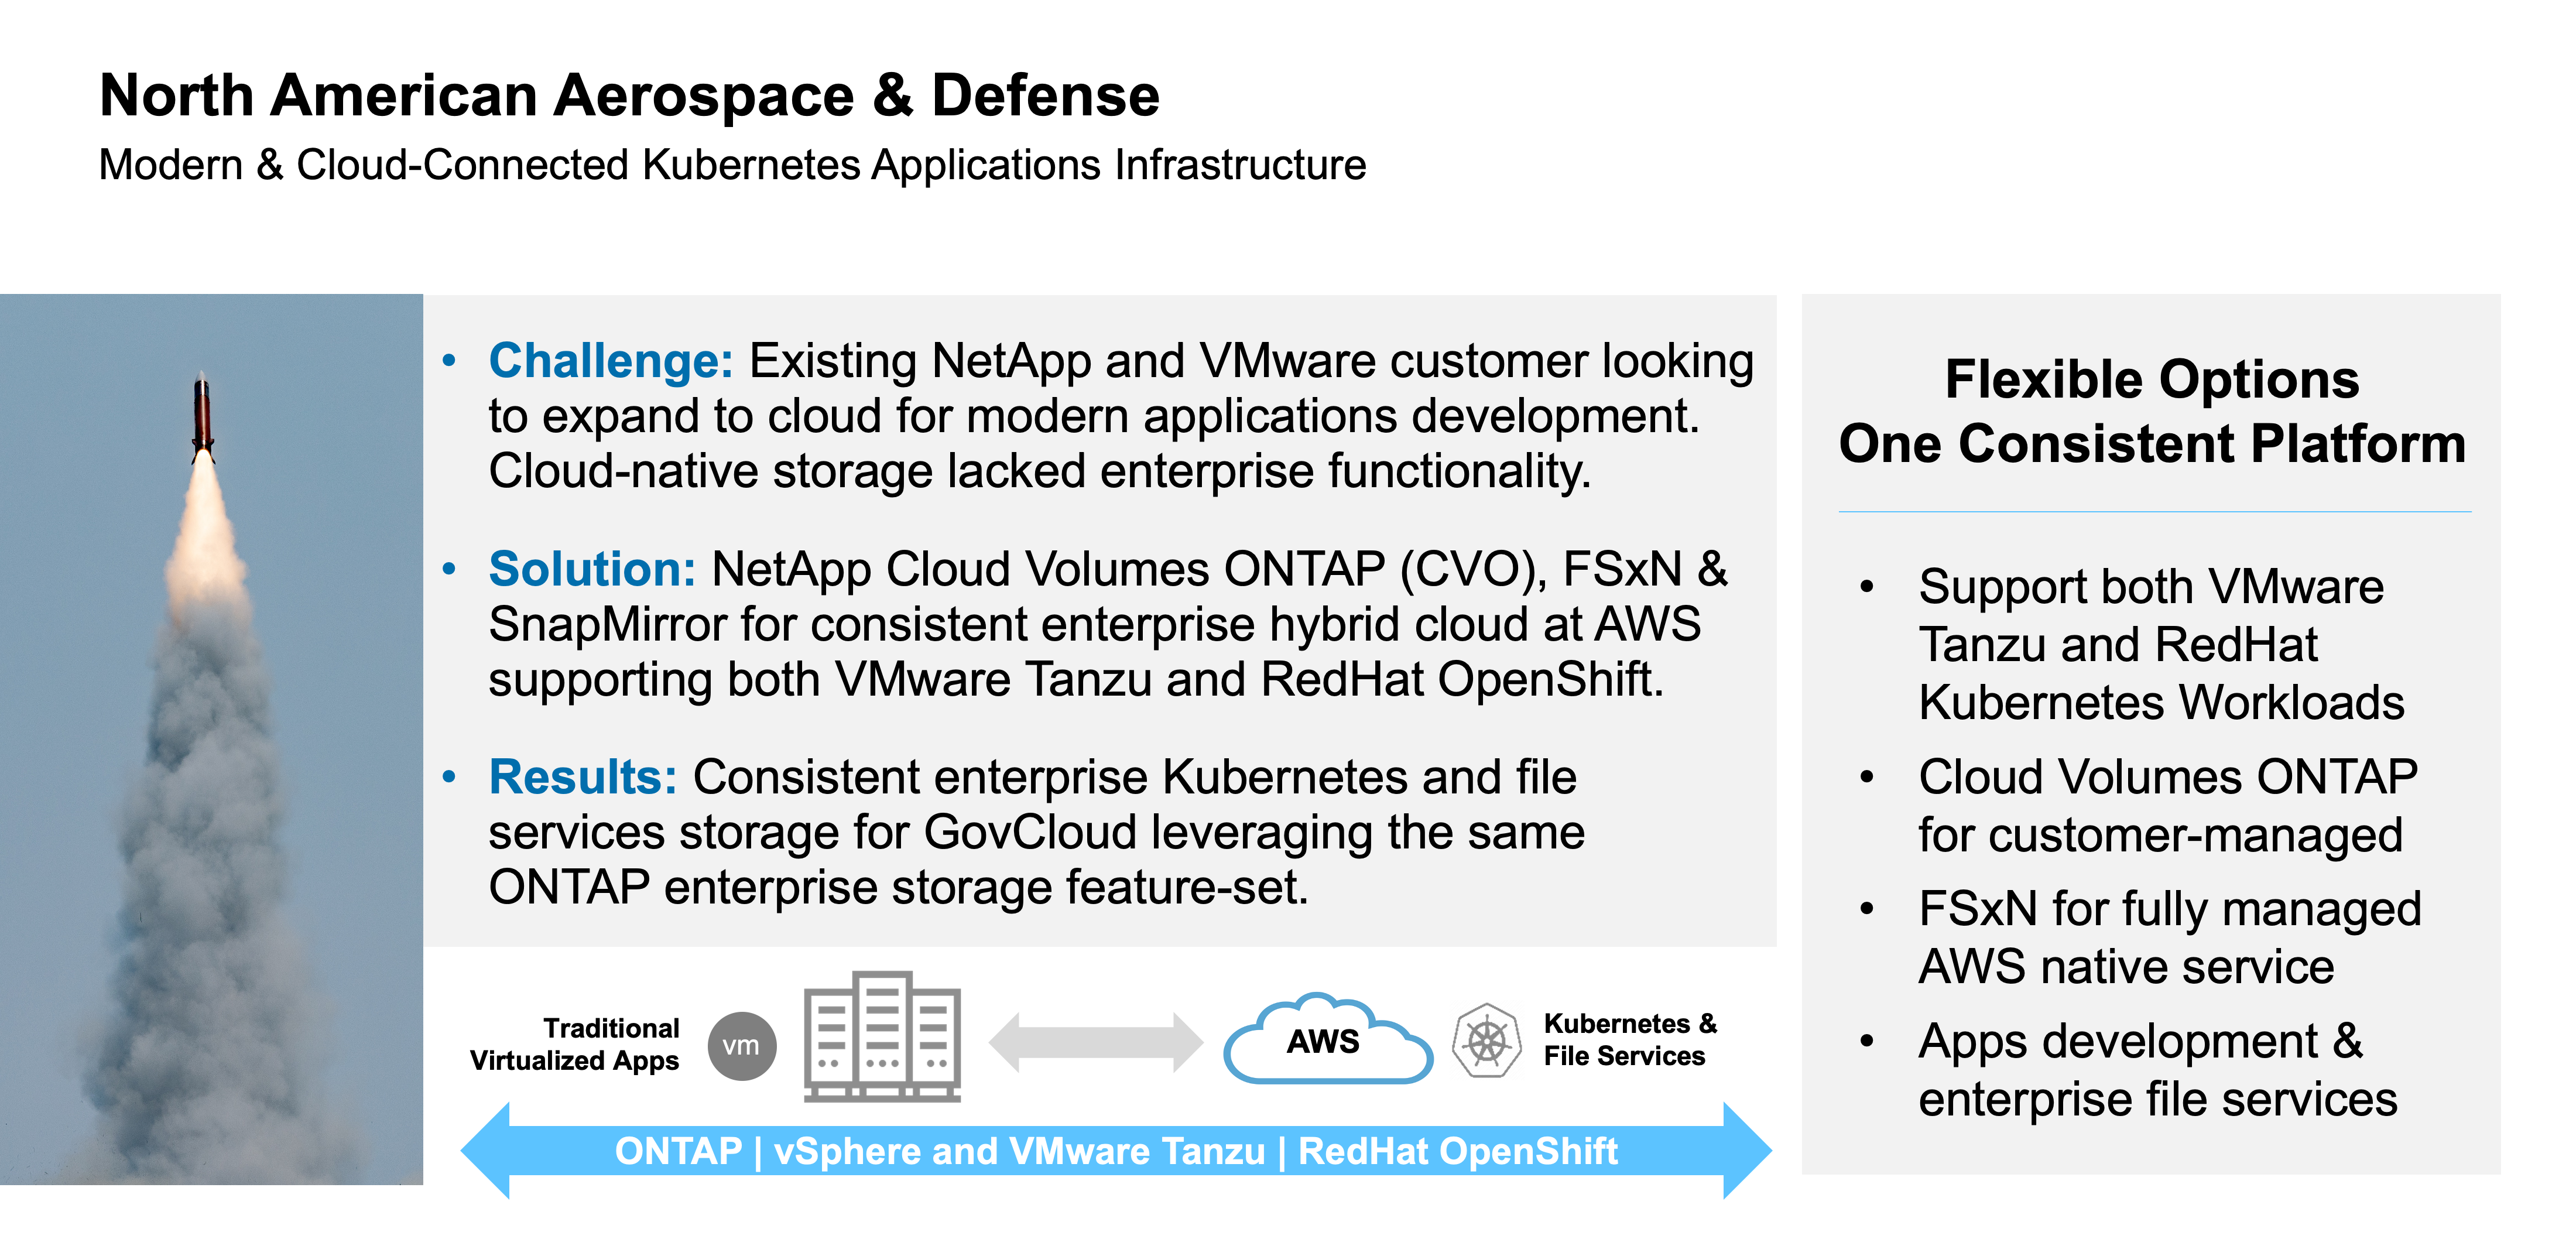 North American Aerospace & Defense
Modern & Cloud-Connected Kubernetes Applications Infrastructure
• Challenge: Existing NetApp and VMware customer looking
to expand to cloud for modern applications development.
Cloud-native storage lacked enterprise functionality.
• Solution: NetApp Cloud Volumes ONTAP (CVO), FSxN &
SnapMirror for consistent enterprise hybrid cloud at AWS
supporting both VMware Tanzu and RedHat OpenShift.
• Results: Consistent enterprise Kubernetes and file
services storage for GovCloud leveraging the same
ONTAP enterprise storage feature-set.
Traditional
Virtualized Apps
vm
AWS
Kubernetes &
File Services
ONTAP | vSphere and VMware Tanzu | RedHat OpenShift
Flexible Options
One Consistent Platform
• Support both VMware
Tanzu and RedHat
Kubernetes Workloads
• Cloud Volumes ONTAP
for customer-managed
• FSxN for fully managed
AWS native service
• Apps development &
enterprise file services